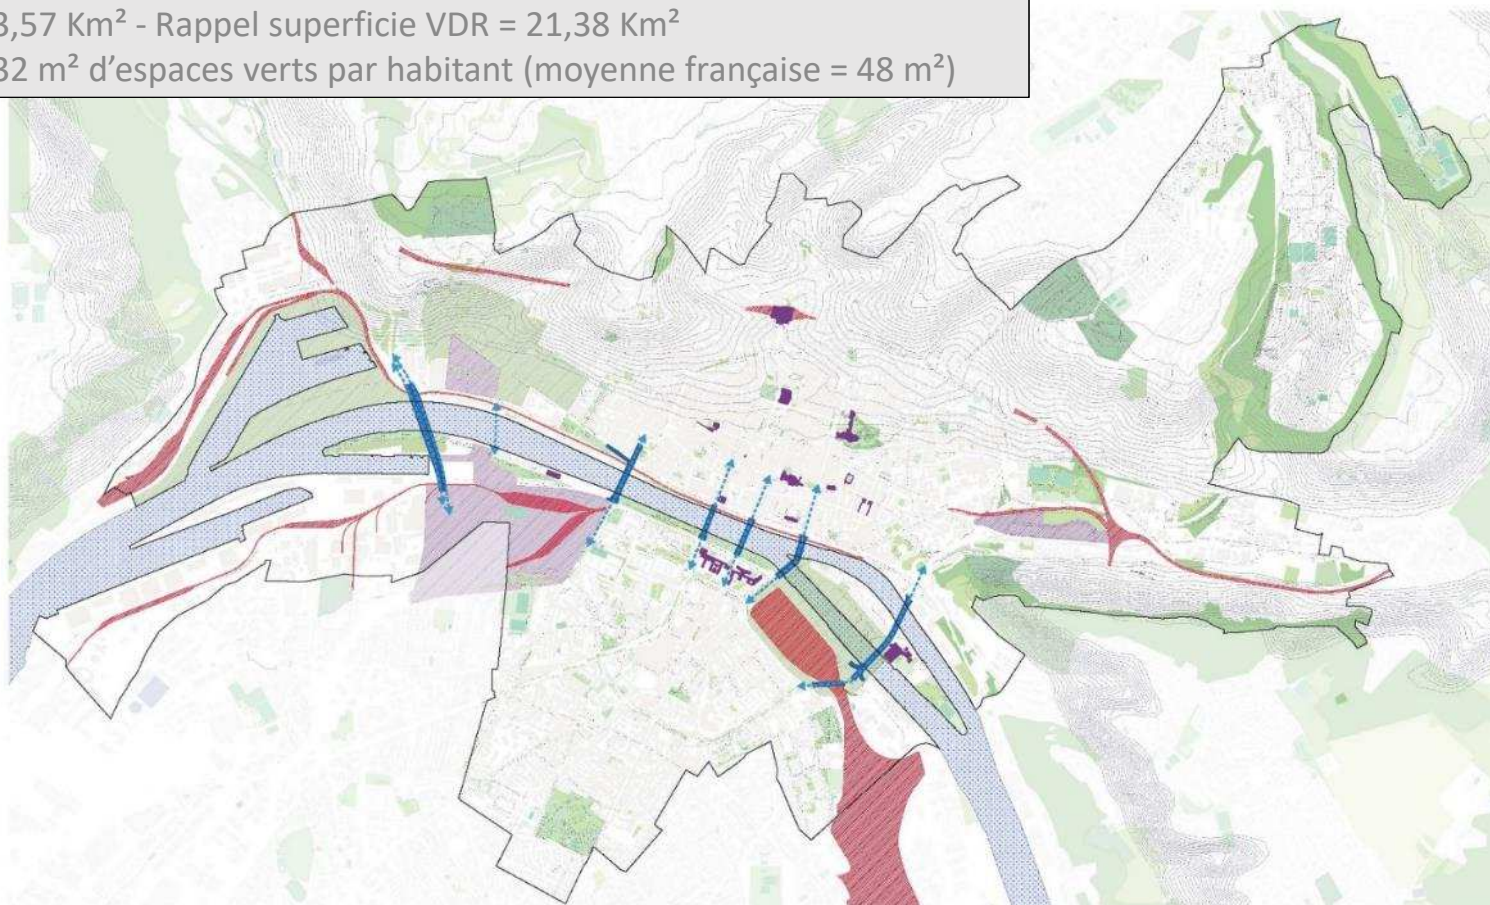 3,57 Km² - Rappel superficie VDR = 21,38 Km²
32 m² d’espaces verts par habitant (moyenne française = 48 m²)